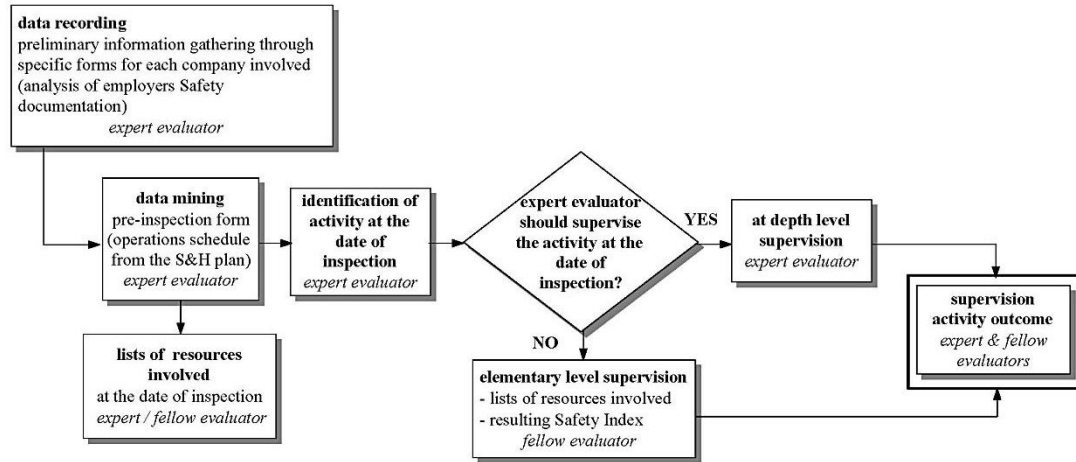 data recording
preliminary information gathering through
specific forms for each company involved
(analysis of employers Safety
documentation)
expert evaluator
data mining
pre-inspection form
(operations schedule
from the S&H plan)
expert evaluator
identification of
activity at the
date of
inspection
expert evaluator
expert evaluator
should supervise
the activity at the
date of
inspection?
YES
at depth level
supervision
expert evaluator
supervision
activity outcome
expert & fellow
evaluators
NO
lists of resources
involved
at the date of inspection
expert / fellow evaluator
elementary level supervision
- lists of resources involved
- resulting Safety Index
fellow evaluator